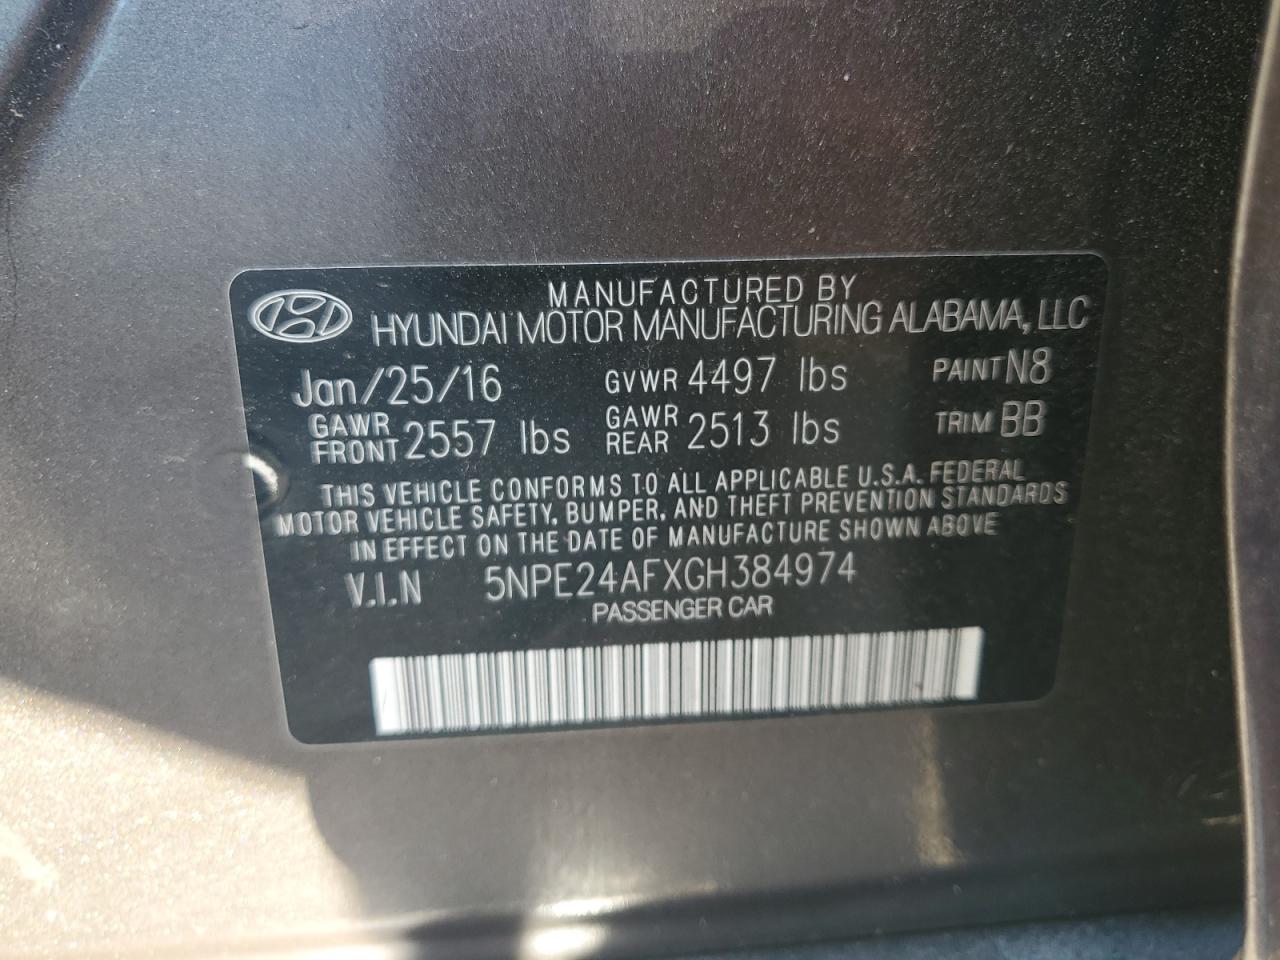 MANUFACTURED BY
HYUNDAI MOTOR MANUFACTURING ALABAMA, LLC
Jan/25/16 GVWR 4497 lbs PAINT N8
GAWR FRONT 2557 lbs GAWR REAR 2513 lbs TRIM BB
THIS VEHICLE CONFORMS TO ALL APPLICABLE U.S.A. FEDERAL
MOTOR VEHICLE SAFETY, BUMPER, AND THEFT PREVENTION STANDARDS
IN EFFECT ON THE DATE OF MANUFACTURE SHOWN ABOVE
V.I.N 5NPE24AFXGH384974
PASSENGER CAR